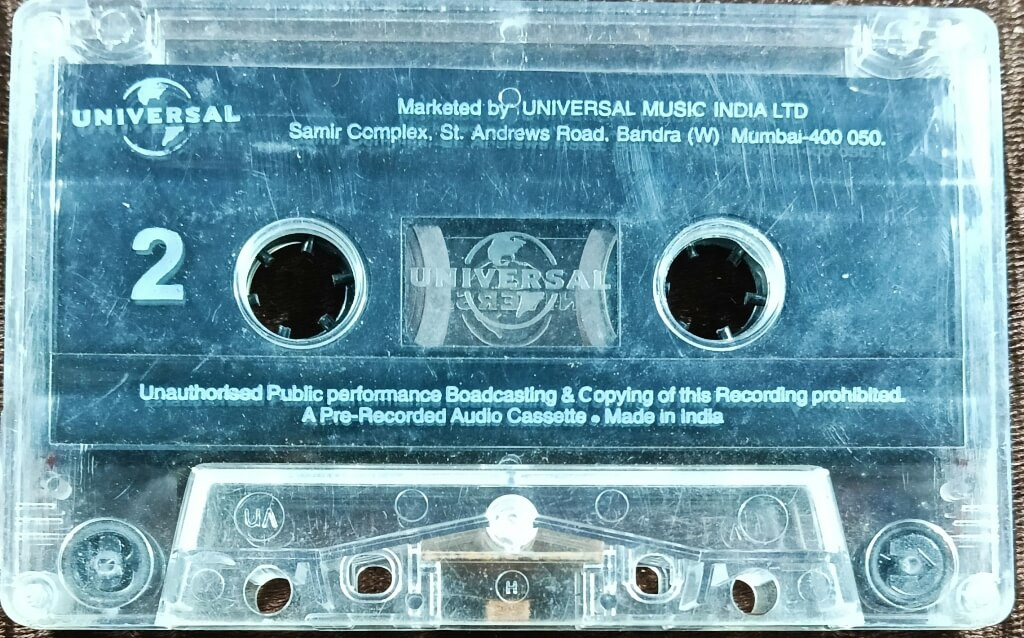 UNIVERSAL
Marketed by UNIVERSAL MUSIC INDIA LTD
Samir Complex, St. Andrews Road, Bandra (W) Mumbai-400 050.
2
UNIVERSAL
Unauthorised Public performance Boadcasting & Copying of this Recording prohibited.
A Pre-Recorded Audio Cassette • Made in India
H